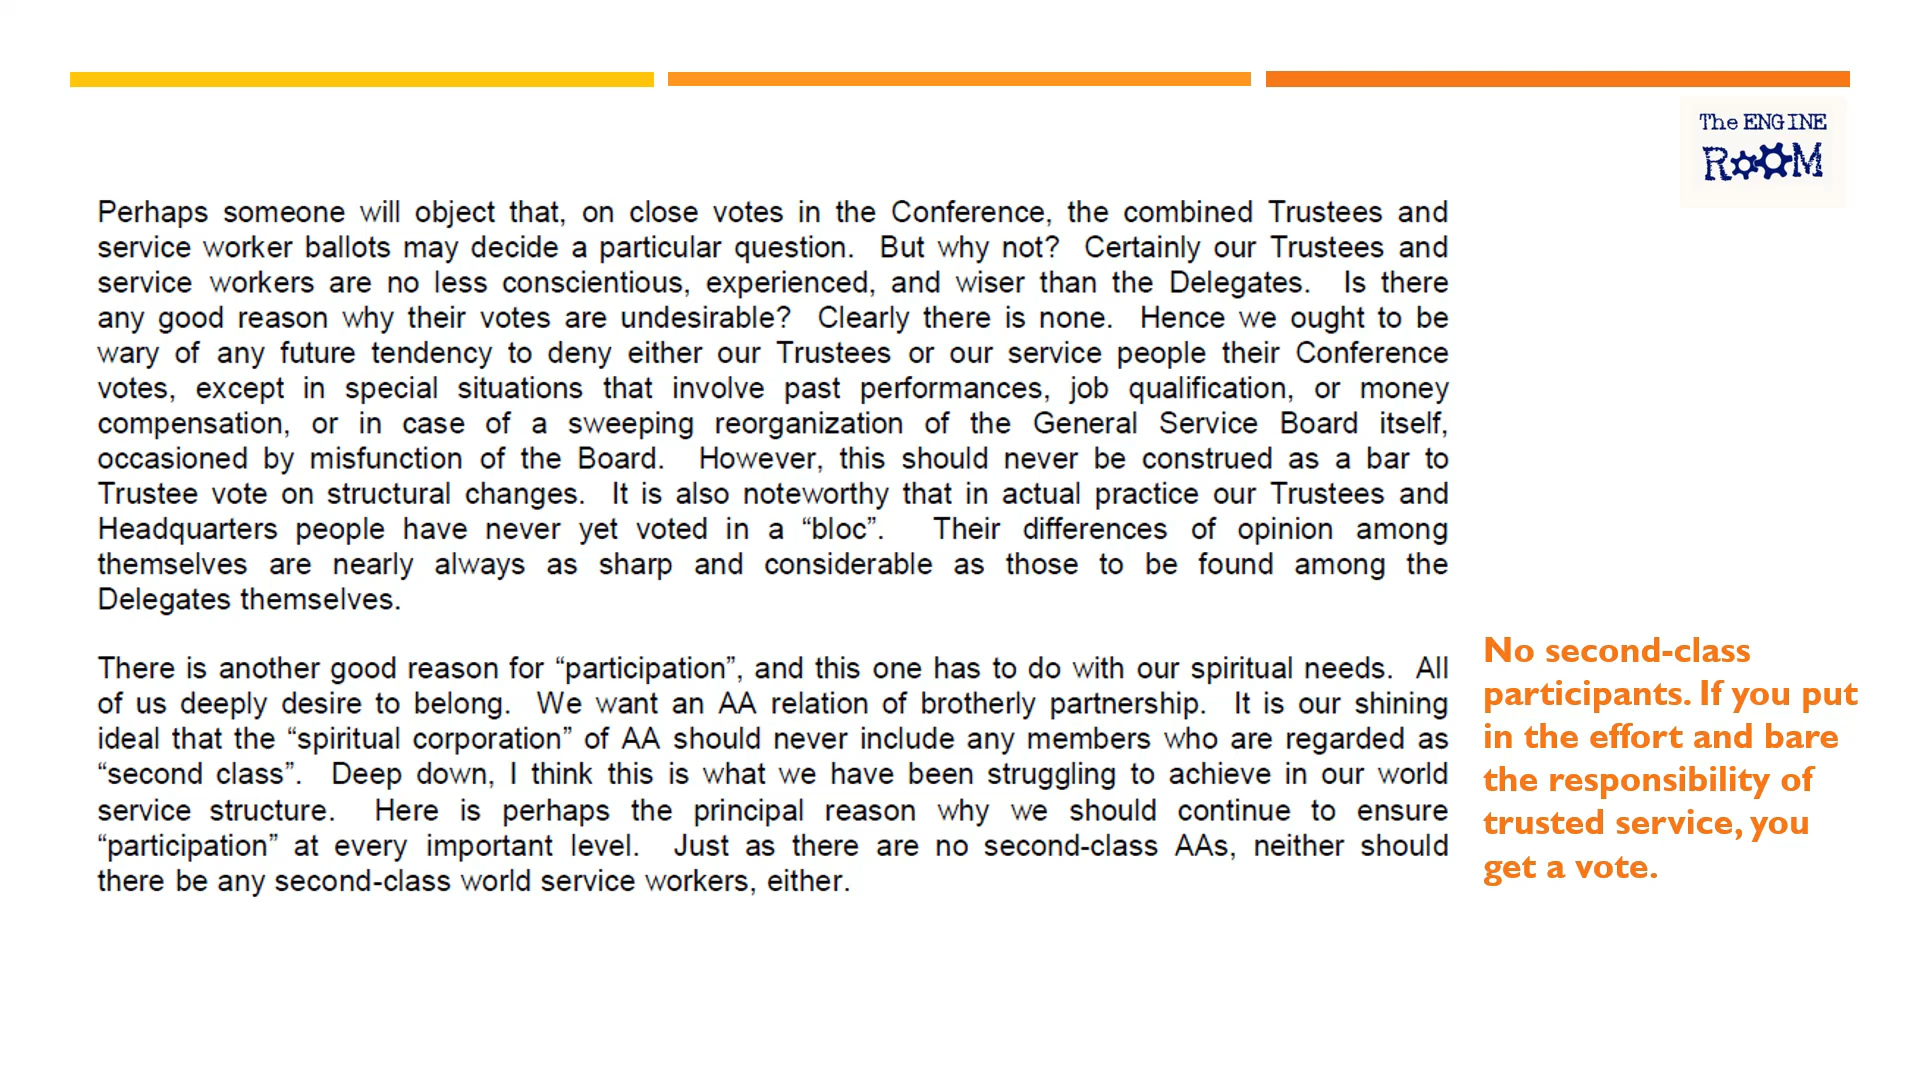 The ENGINE
ROOM
Perhaps someone will object that, on close votes in the Conference, the combined Trustees and
service worker ballots may decide a particular question. But why not? Certainly our Trustees and
service workers are no less conscientious, experienced, and wiser than the Delegates. Is there
any good reason why their votes are undesirable? Clearly there is none. Hence we ought to be
wary of any future tendency to deny either our Trustees or our service people their Conference
votes, except in special situations that involve past performances, job qualification, or money
compensation, or in case of a sweeping reorganization of the General Service Board itself,
occasioned by misfunction of the Board. However, this should never be construed as a bar to
Trustee vote on structural changes. It is also noteworthy that in actual practice our Trustees and
Headquarters people have never yet voted in a “bloc”. Their differences of opinion among
themselves are nearly always as sharp and considerable as those to be found among the
Delegates themselves.
There is another good reason for “participation”, and this one has to do with our spiritual needs. All
of us deeply desire to belong. We want an AA relation of brotherly partnership. It is our shining
ideal that the “spiritual corporation” of AA should never include any members who are regarded as
“second class”. Deep down, I think this is what we have been struggling to achieve in our world
service structure. Here is perhaps the principal reason why we should continue to ensure
“participation” at every important level. Just as there are no second-class AAs, neither should
there be any second-class world service workers, either.
No second-class
participants. If you put
in the effort and bare
the responsibility of
trusted service, you
get a vote.